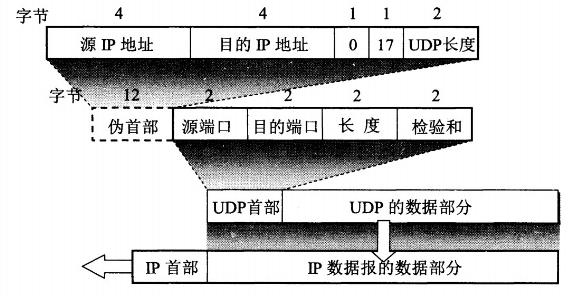 字节 4 4 1 1 2
源 IP 地址 目的 IP 地址 0 17 UDP长度
字节 12 2 2 2 2
伪首部 源端口 目的端口 长 度 检验和
UDP首部 UDP 的数据部分
IP 首部 IP 数据报的数据部分